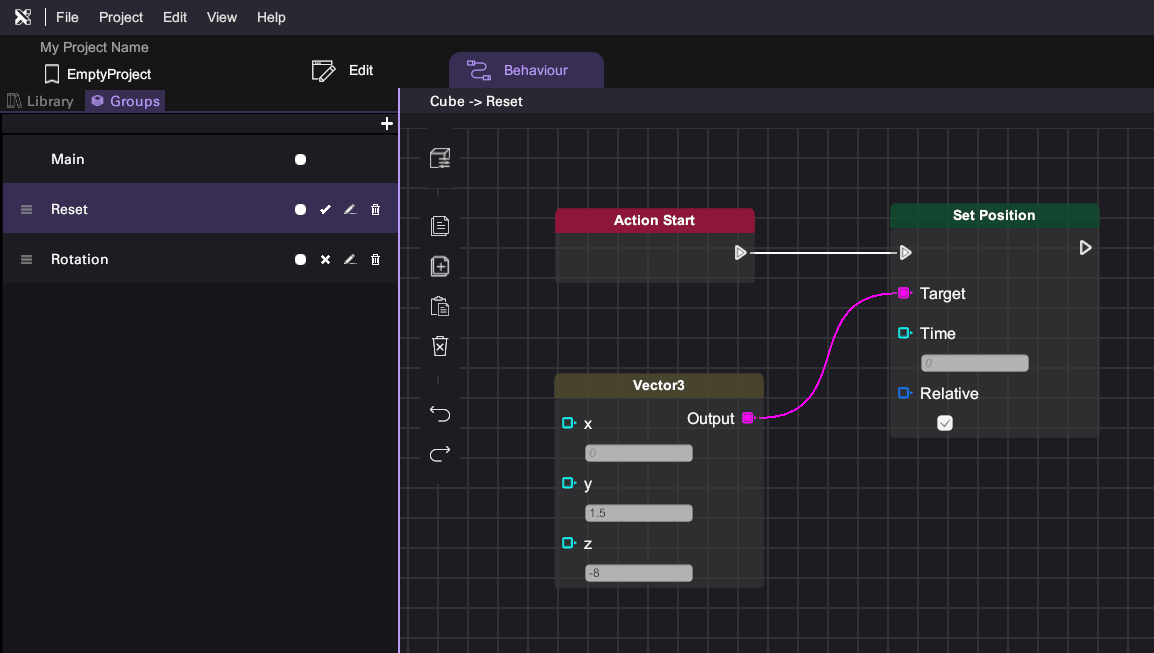 File Project Edit View Help
My Project Name
EmptyProject
Edit
Behaviour
Library Groups
Cube -> Reset
Main
Reset
Rotation
Action Start
Set Position
Target
Time
0
Relative
Vector3
Output
x
0
y
1.5
z
-8